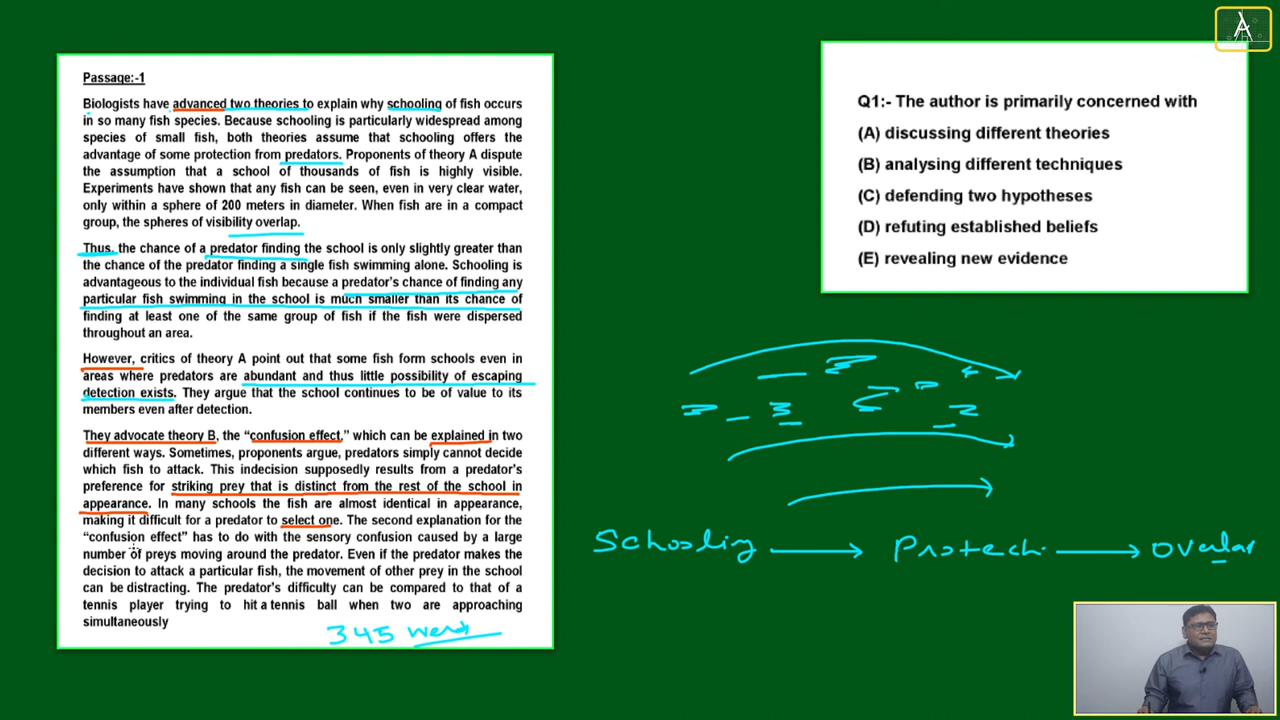 Passage:-1
Biologists have advanced two theories to explain why schooling of fish occurs
in so many fish species. Because schooling is particularly widespread among
species of small fish, both theories assume that schooling offers the
advantage of some protection from predators. Proponents of theory A dispute
the assumption that a school of thousands of fish is highly visible.
Experiments have shown that any fish can be seen, even in very clear water,
only within a sphere of 200 meters in diameter. When fish are in a compact
group, the spheres of visibility overlap.
Thus, the chance of a predator finding the school is only slightly greater than
the chance of the predator finding a single fish swimming alone. Schooling is
advantageous to the individual fish because a predator's chance of finding any
particular fish swimming in the school is much smaller than its chance of
finding at least one of the same group of fish if the fish were dispersed
throughout an area.
However, critics of theory A point out that some fish form schools even in
areas where predators are abundant and thus little possibility of escaping
detection exists. They argue that the school continues to be of value to its
members even after detection.
They advocate theory B, the "confusion effect," which can be explained in two
different ways. Sometimes, proponents argue, predators simply cannot decide
which fish to attack. This indecision supposedly results from a predator's
preference for striking prey that is distinct from the rest of the school in
appearance. In many schools the fish are almost identical in appearance,
making it difficult for a predator to select one. The second explanation for the
"confusion effect" has to do with the sensory confusion caused by a large
number of preys moving around the predator. Even if the predator makes the
decision to attack a particular fish, the movement of other prey in the school
can be distracting. The predator's difficulty can be compared to that of a
tennis player trying to hit a tennis ball when two are approaching
simultaneously
345
Q1:- The author is primarily concerned with
(A) discussing different theories
(B) analysing different techniques
(C) defending two hypotheses
(D) refuting established beliefs
(E) revealing new evidence
Schooling Protech